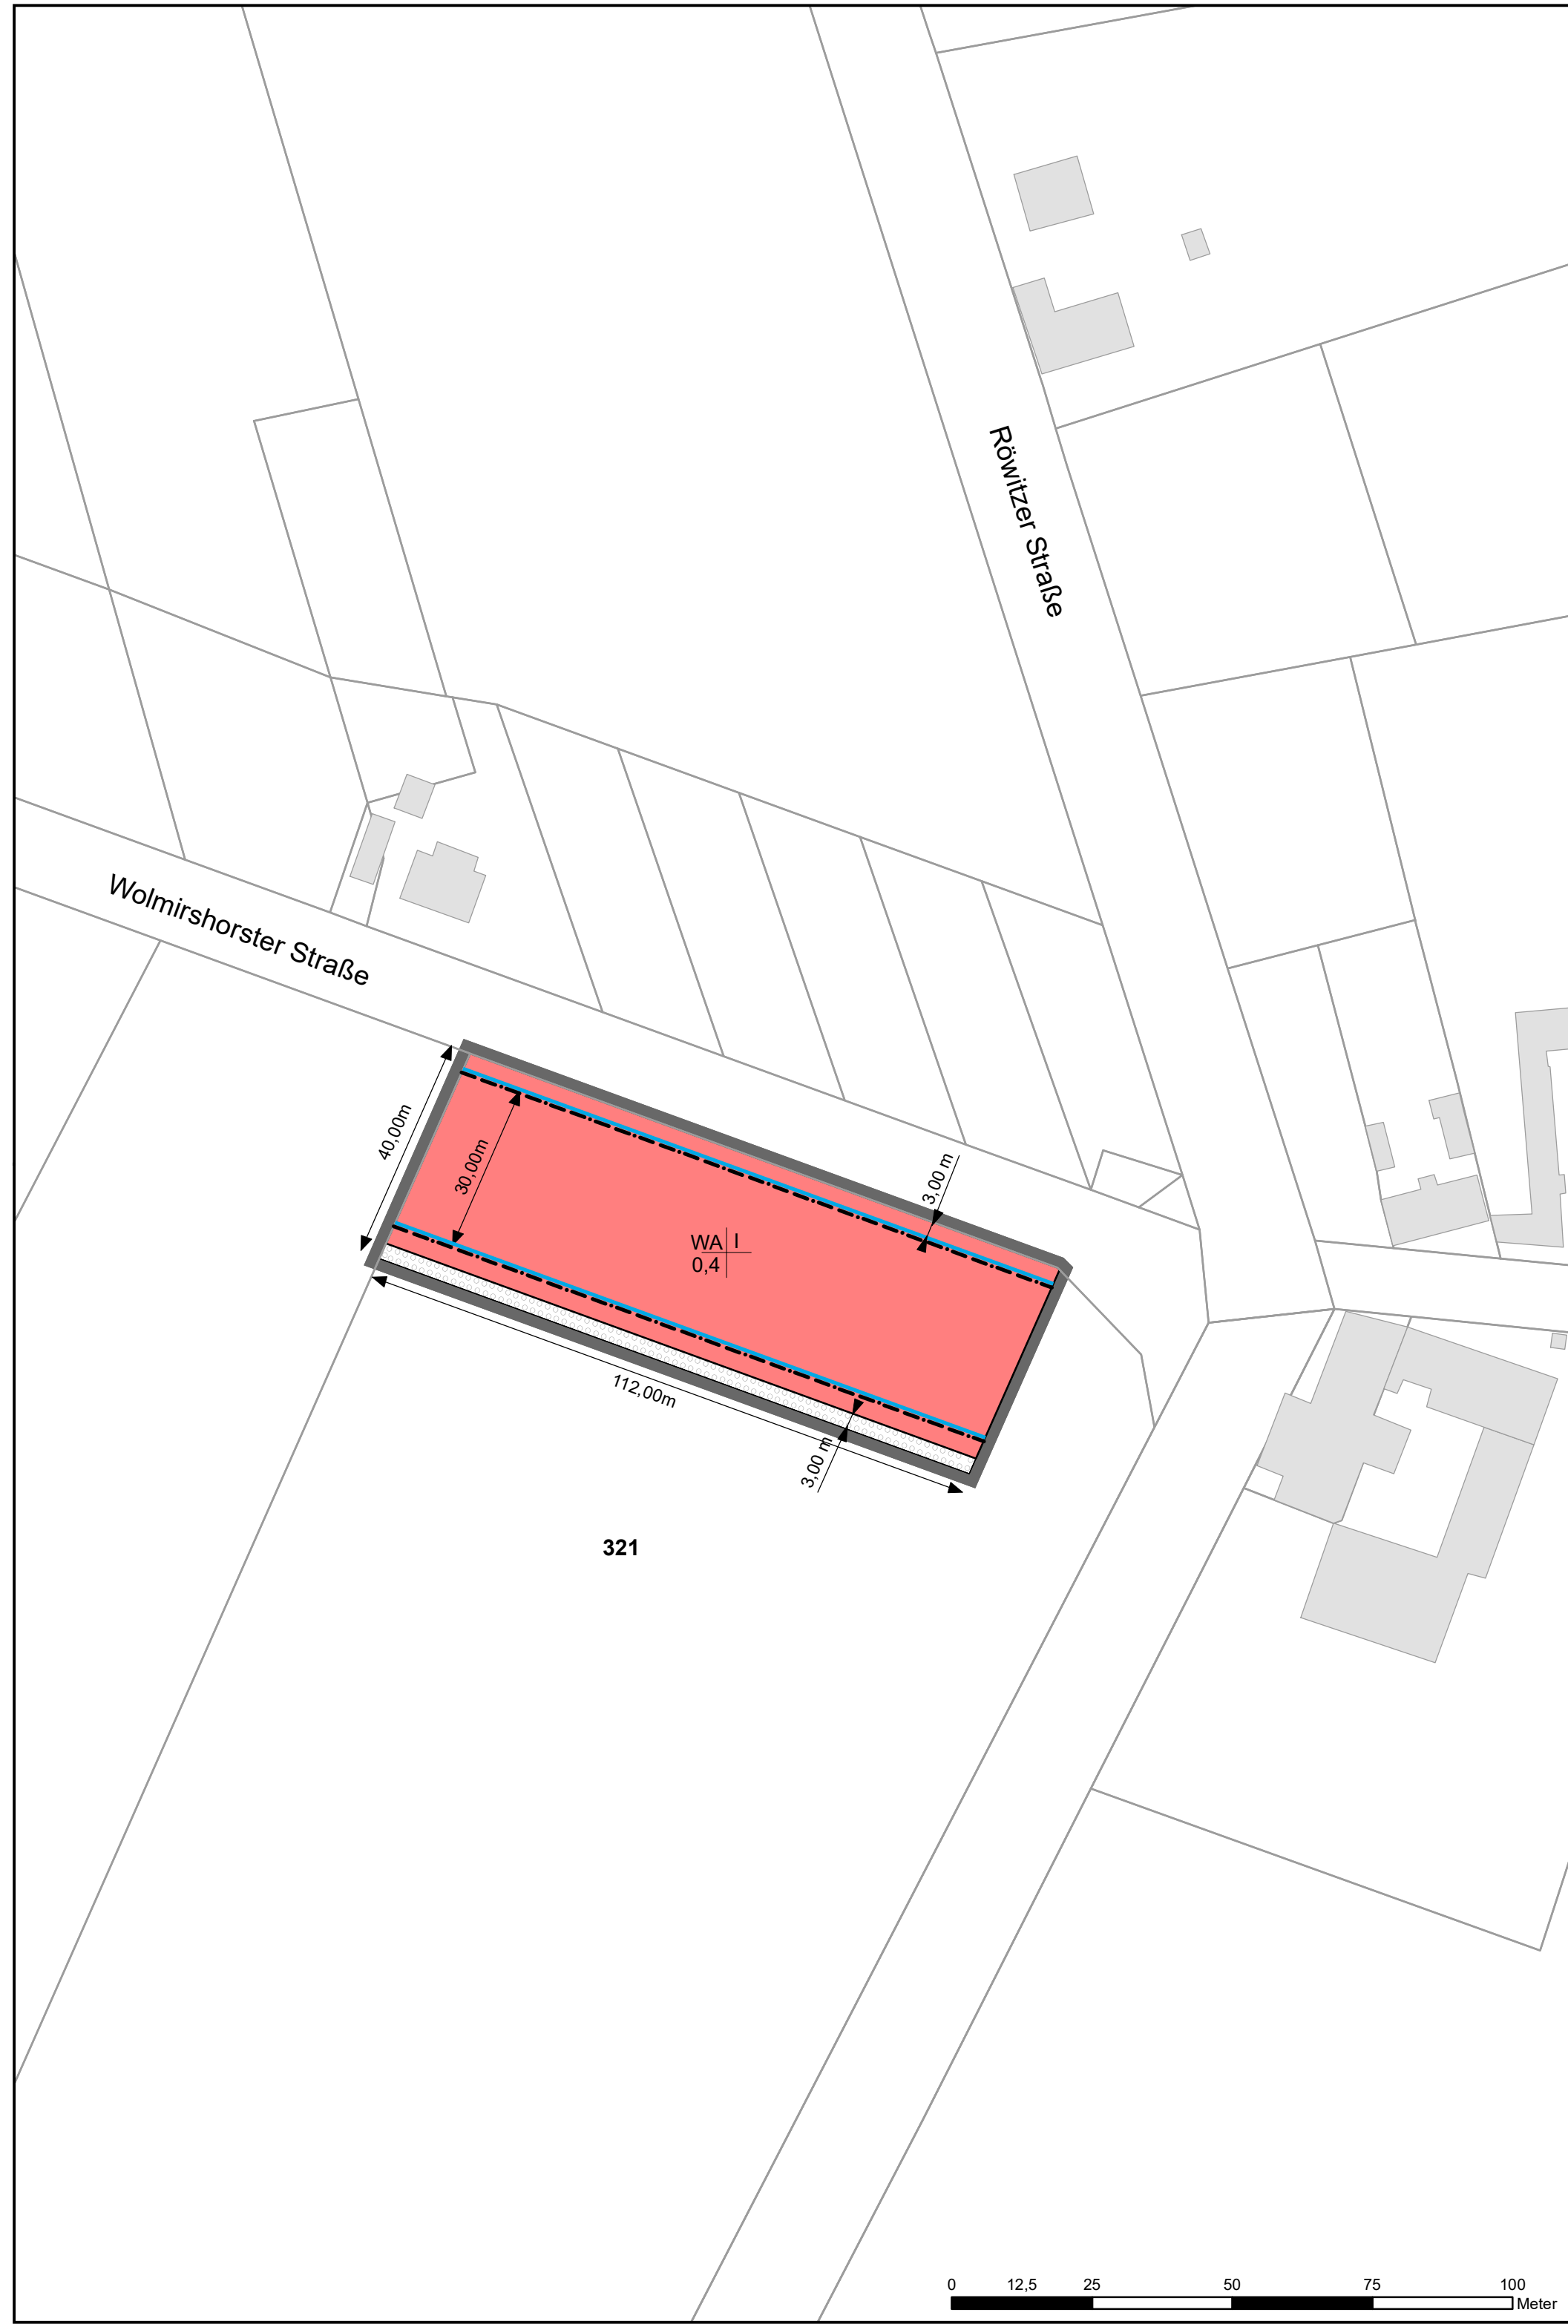 Röwitzer Straße
Wolmirshorster Straße
40,00m
30,00m
3,00 m
WA I
0,4
112,00m
3,00 m
321
0 12,5 25 50 75 100
Meter